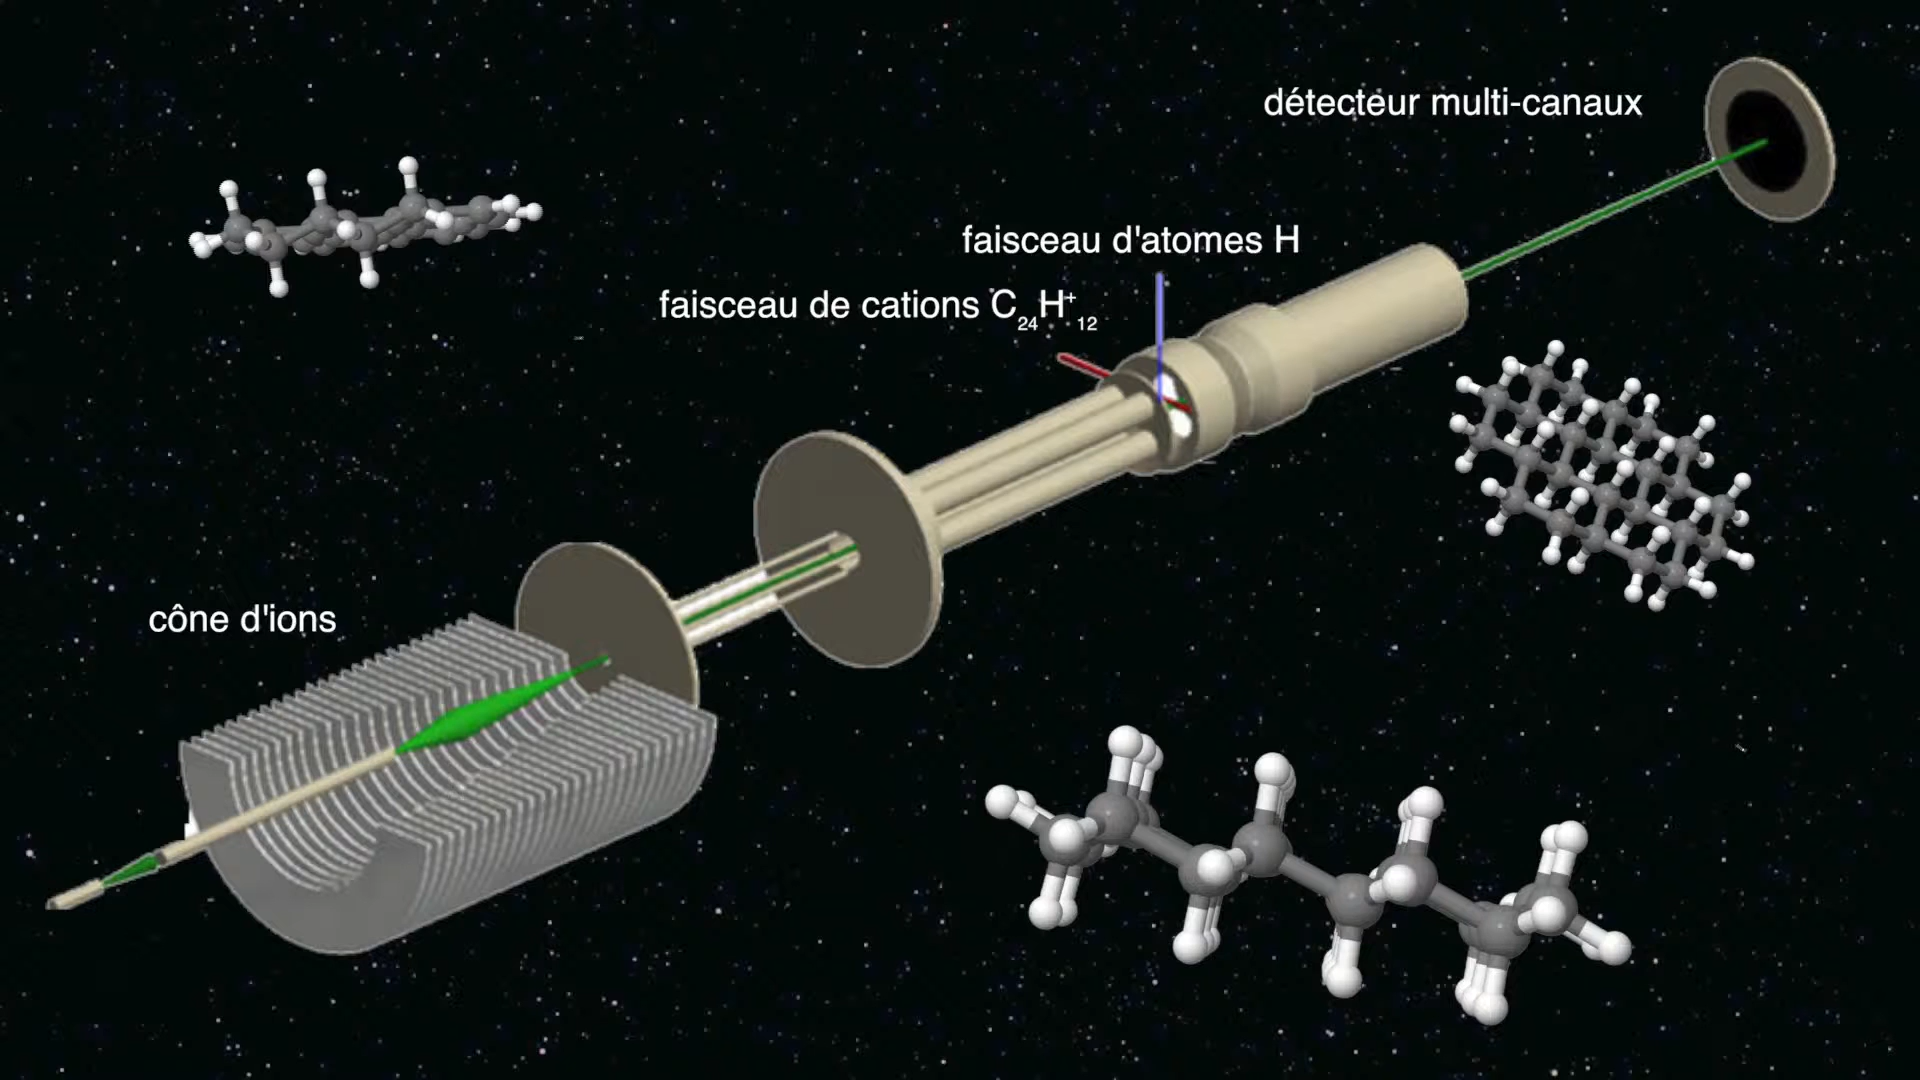 détecteur multi-canaux
faisceau d'atomes H
faisceau de cations C₂₄H⁺₁₂
cône d'ions